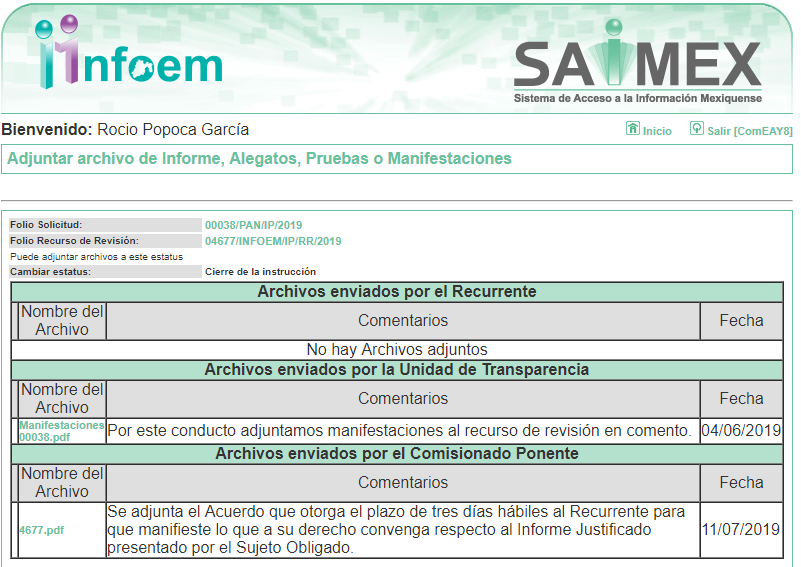 infoem
SAIMEX
Sistema de Acceso a la Información Mexiquense
Bienvenido: Rocio Popoca García
Inicio Salir [ComEAY8]
Adjuntar archivo de Informe, Alegatos, Pruebas o Manifestaciones
Folio Solicitud: 00038/PAN/IP/2019
Folio Recurso de Revisión: 04677/INFOEM/IP/RR/2019
Puede adjuntar archivos a este estatus
Cambiar estatus: Cierre de la instrucción
Archivos enviados por el Recurrente
Nombre del
Archivo
Comentarios
Fecha
No hay Archivos adjuntos
Archivos enviados por la Unidad de Transparencia
Nombre del
Archivo
Comentarios
Fecha
Manifestaciones
00038.pdf
Por este conducto adjuntamos manifestaciones al recurso de revisión en comento.
04/06/2019
Archivos enviados por el Comisionado Ponente
Nombre del
Archivo
Comentarios
Fecha
4677.pdf
Se adjunta el Acuerdo que otorga el plazo de tres días hábiles al Recurrente para
que manifieste lo que a su derecho convenga respecto al Informe Justificado
presentado por el Sujeto Obligado.
11/07/2019